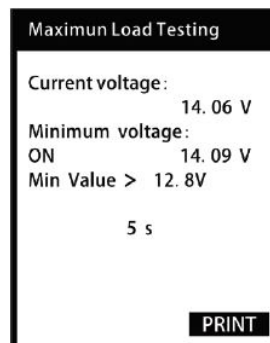 Maximun Load Testing
Current voltage:
14.06 V
Minimum voltage:
ON 14.09 V
Min Value > 12.8V
5 s
PRINT